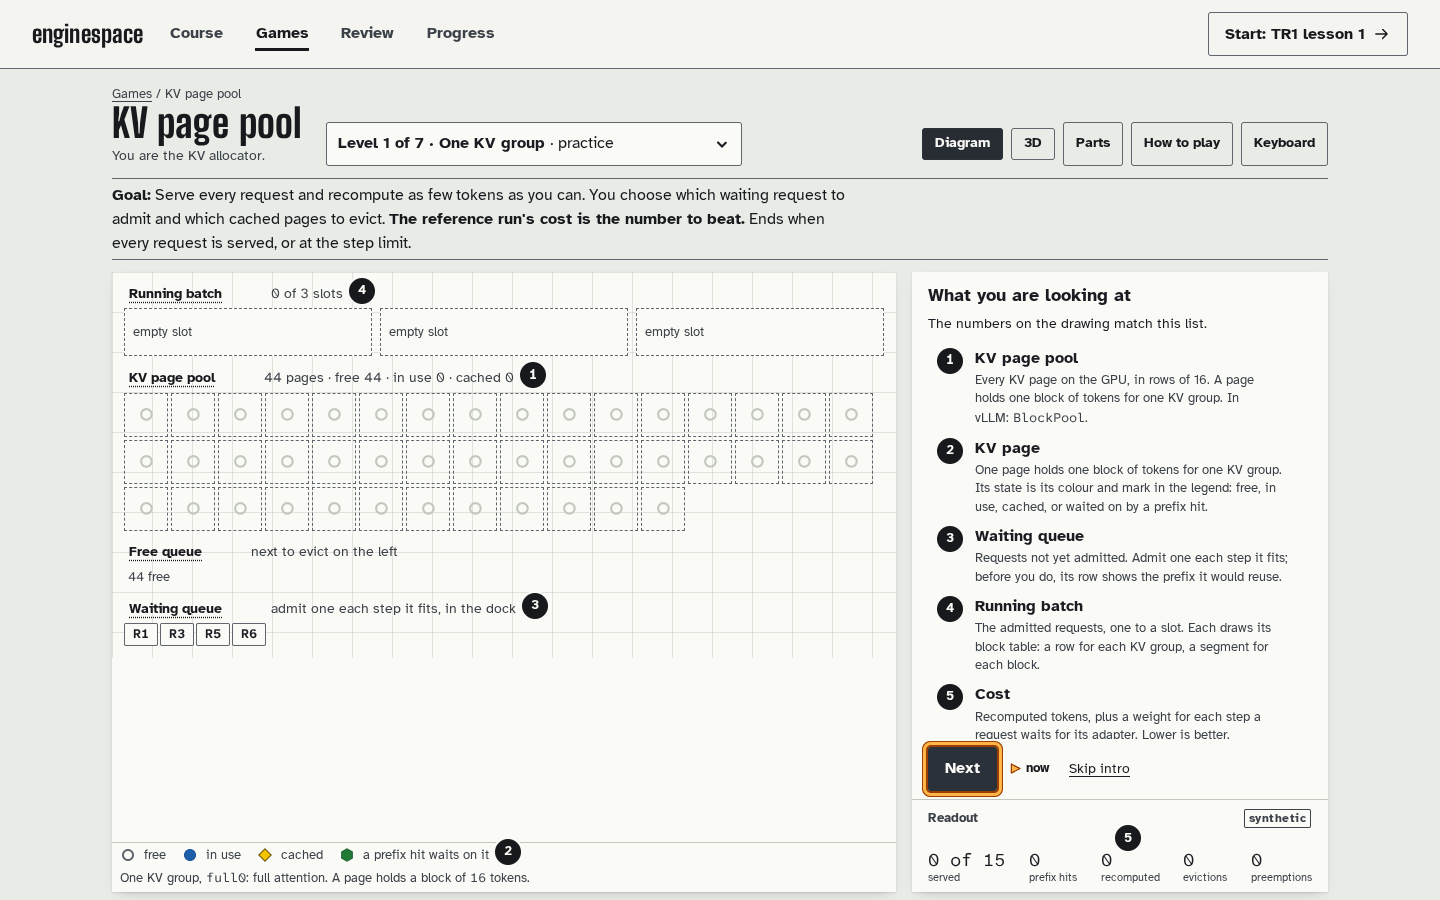 enginespace
Course
Games
Review
Progress
Start: TR1 lesson 1 →
Games / KV page pool
KV page pool
You are the KV allocator.
Level 1 of 7 · One KV group · practice
Diagram
3D
Parts
How to play
Keyboard
Goal: Serve every request and recompute as few tokens as you can. You choose which waiting request to
admit and which cached pages to evict. The reference run's cost is the number to beat. Ends when
every request is served, or at the step limit.
Running batch
0 of 3 slots
4
empty slot
empty slot
empty slot
KV page pool
44 pages · free 44 · in use 0 · cached 0
1
Free queue
next to evict on the left
44 free
Waiting queue
admit one each step it fits, in the dock
3
R1
R3
R5
R6
free
in use
cached
a prefix hit waits on it
2
One KV group, full0: full attention. A page holds a block of 16 tokens.
What you are looking at
The numbers on the drawing match this list.
1
KV page pool
Every KV page on the GPU, in rows of 16. A page
holds one block of tokens for one KV group. In
vLLM: BlockPool.
2
KV page
One page holds one block of tokens for one KV group.
Its state is its colour and mark in the legend: free, in
use, cached, or waited on by a prefix hit.
3
Waiting queue
Requests not yet admitted. Admit one each step it fits;
before you do, its row shows the prefix it would reuse.
4
Running batch
The admitted requests, one to a slot. Each draws its
block table: a row for each KV group, a segment for
each block.
5
Cost
Recomputed tokens, plus a weight for each step a
request waits for its adapter. Lower is better.
Next
now
Skip intro
Readout
synthetic
5
0 of 15
served
0
prefix hits
0
recomputed
0
evictions
0
preemptions